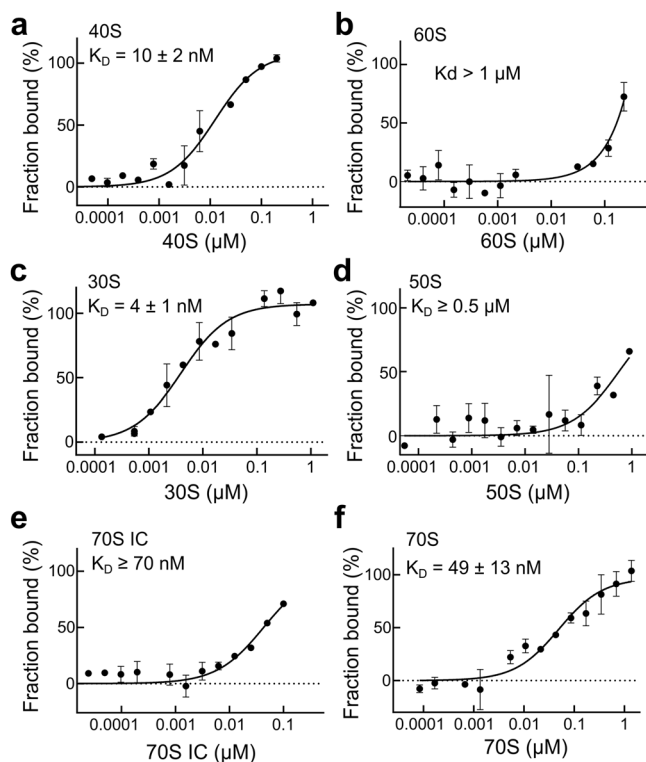 a
40S
K_D = 10 ± 2 nM
Fraction bound (%)
100
50
0
0.0001 0.001 0.01 0.1 1
40S (µM)
b
60S
Kd > 1 µM
Fraction bound (%)
100
50
0
0.0001 0.001 0.01 0.1
60S (µM)
c
30S
K_D = 4 ± 1 nM
Fraction bound (%)
100
50
0
0.0001 0.001 0.01 0.1 1
30S (µM)
d
50S
K_D ≥ 0.5 µM
Fraction bound (%)
100
50
0
0.0001 0.001 0.01 0.1 1
50S (µM)
e
70S IC
K_D ≥ 70 nM
Fraction bound (%)
100
50
0
0.0001 0.001 0.01 0.1
70S IC (µM)
f
70S
K_D = 49 ± 13 nM
Fraction bound (%)
100
50
0
0.0001 0.001 0.01 0.1 1
70S (µM)